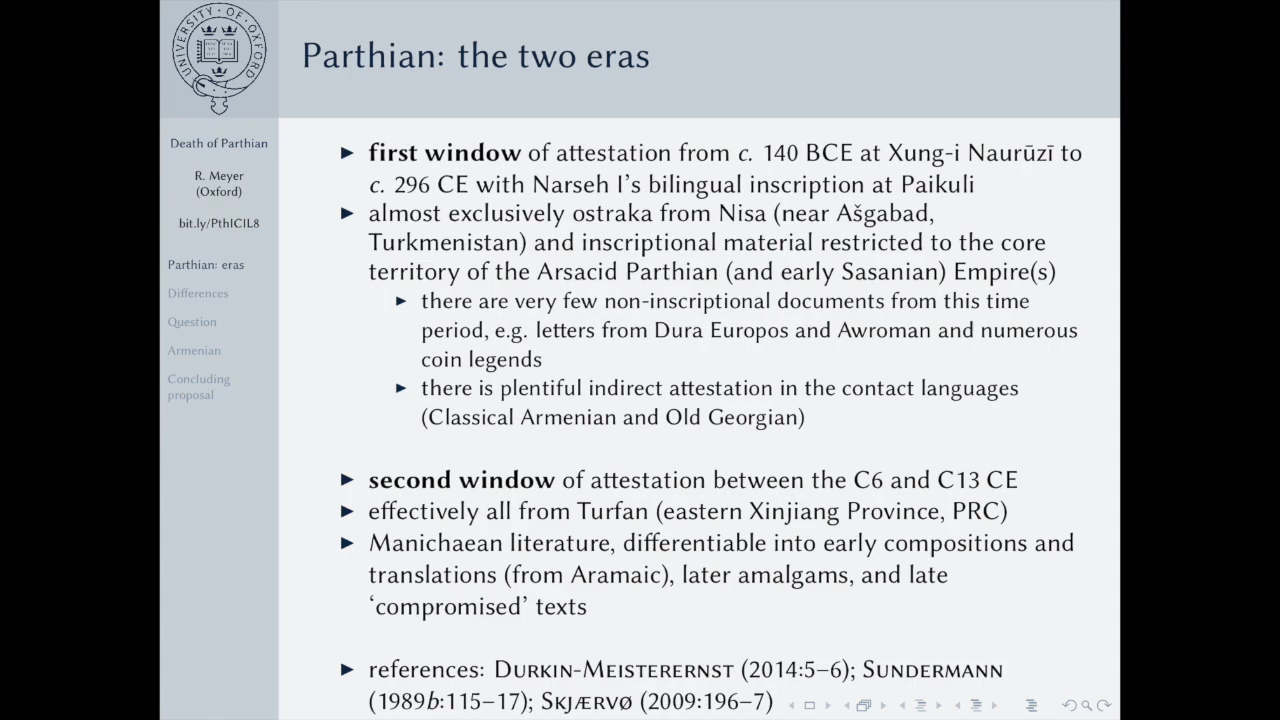 UNIVERSITY OF OXFORD
Parthian: the two eras
Death of Parthian
R. Meyer
(Oxford)
bit.ly/PthICIL8
Parthian: eras
Differences
Question
Armenian
Concluding
proposal
▶ first window of attestation from c. 140 BCE at Xung-i Naurūzī to
c. 296 CE with Narseh I’s bilingual inscription at Paikuli
▶ almost exclusively ostraka from Nisa (near Ašgabad,
Turkmenistan) and inscriptional material restricted to the core
territory of the Arsacid Parthian (and early Sasanian) Empire(s)
▶ there are very few non-inscriptional documents from this time
period, e.g. letters from Dura Europos and Awroman and numerous
coin legends
▶ there is plentiful indirect attestation in the contact languages
(Classical Armenian and Old Georgian)
▶ second window of attestation between the C6 and C13 CE
▶ effectively all from Turfan (eastern Xinjiang Province, PRC)
▶ Manichaean literature, differentiable into early compositions and
translations (from Aramaic), later amalgams, and late
‘compromised’ texts
▶ references: Durkin-Meisterernst (2014:5–6); Sundermann
(1989b:115–17); Skjærvø (2009:196–7)